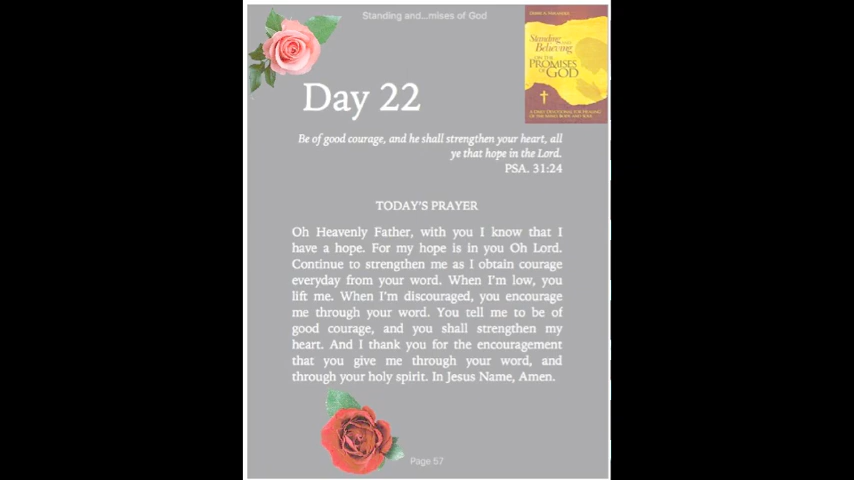 Standing and...mises of God
Standing and
Believing
ON THE
PROMISES
OF GOD
Day 22
Be of good courage, and he shall strengthen your heart, all
ye that hope in the Lord.
PSA. 31:24
TODAY'S PRAYER
Oh Heavenly Father, with you I know that I
have a hope. For my hope is in you Oh Lord.
Continue to strengthen me as I obtain courage
everyday from your word. When I'm low, you
lift me. When I'm discouraged, you encourage
me through your word. You tell me to be of
good courage, and you shall strengthen my
heart. And I thank you for the encouragement
that you give me through your word, and
through your holy spirit. In Jesus Name, Amen.
Page 57